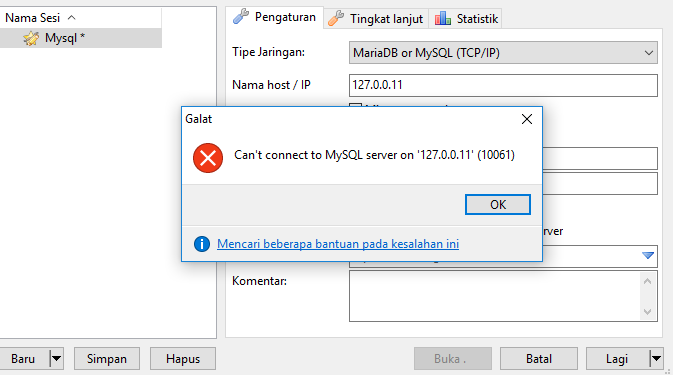 Nama Sesi
Mysql *
Pengaturan
Tingkat lanjut
Statistik
Tipe Jaringan:
MariaDB or MySQL (TCP/IP)
Nama host / IP
127.0.0.11
Galat
Can't connect to MySQL server on '127.0.0.11' (10061)
OK
Mencari beberapa bantuan pada kesalahan ini
Komentar:
Baru
Simpan
Hapus
Buka .
Batal
Lagi